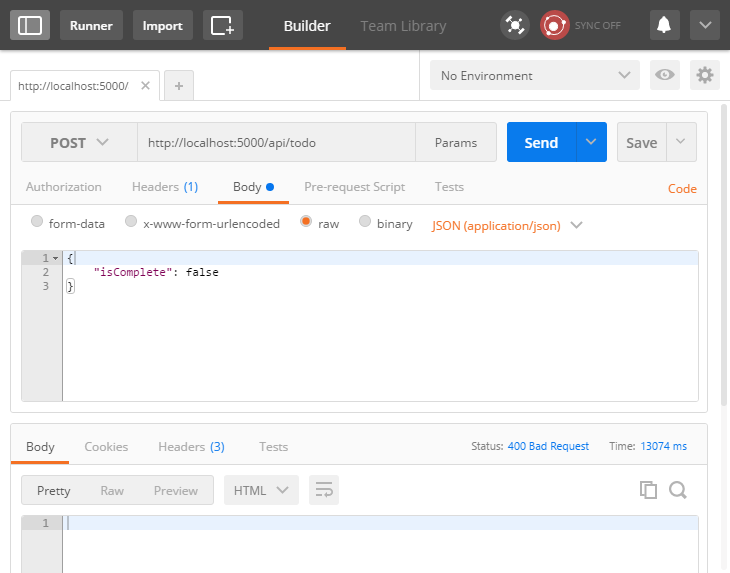 Runner Import Builder Team Library SYNC OFF
http://localhost:5000/ No Environment
POST http://localhost:5000/api/todo Params Send Save
Authorization Headers (1) Body Pre-request Script Tests Code
form-data x-www-form-urlencoded raw binary JSON (application/json)
1 {
2 "isComplete": false
3 }
Body Cookies Headers (3) Tests Status: 400 Bad Request Time: 13074 ms
Pretty Raw Preview HTML
1